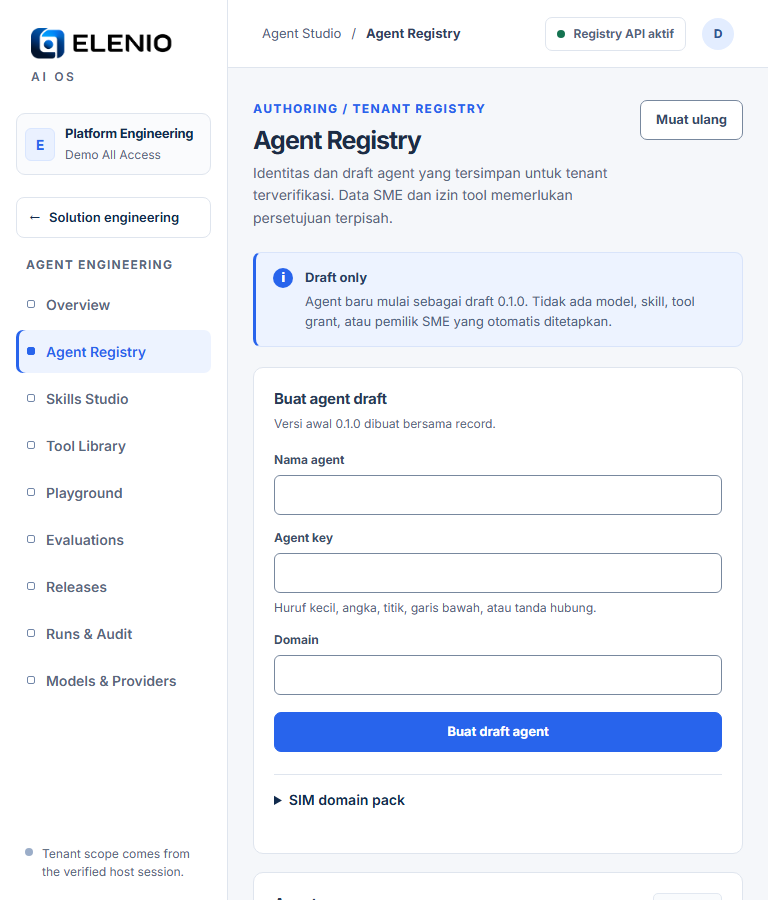 ELENIO
AI OS
E
Platform Engineering
Demo All Access
← Solution engineering
AGENT ENGINEERING
Overview
Agent Registry
Skills Studio
Tool Library
Playground
Evaluations
Releases
Runs & Audit
Models & Providers
Tenant scope comes from
the verified host session.
Agent Studio / Agent Registry
Registry API aktif
D
AUTHORING / TENANT REGISTRY
Agent Registry
Identitas dan draft agent yang tersimpan untuk tenant
terverifikasi. Data SME dan izin tool memerlukan
persetujuan terpisah.
Muat ulang
Draft only
Agent baru mulai sebagai draft 0.1.0. Tidak ada model, skill, tool
grant, atau pemilik SME yang otomatis ditetapkan.
Buat agent draft
Versi awal 0.1.0 dibuat bersama record.
Nama agent
Agent key
Huruf kecil, angka, titik, garis bawah, atau tanda hubung.
Domain
Buat draft agent
SIM domain pack